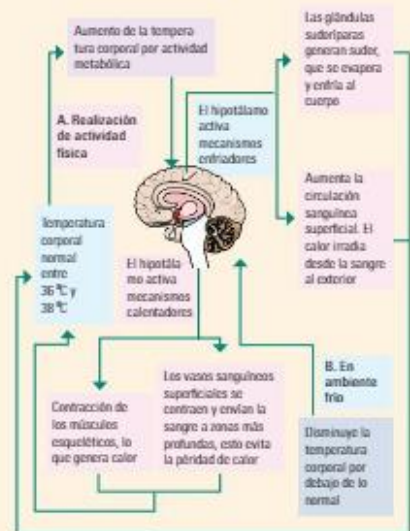 Aumento de la tempera
tura corporal por actividad
metabólica
Las glándulas
sudoríparas
generan suder,
que se evapora
y enfría al
cuerpo
A. Realización
de actividad
física
El hipotálamo
activa
mecanismos
enfriadores
Aumenta la
circulación
sanguínea
superficial. El
calor irradia
desde la sangre
al exterior
Temperatura
corporal
normal
entre
36 ºC y
38 ºC
El hipotála
mo activa
mecanismos
calentadores
B. En
ambiente
frío
Contracción de
los músculos
esqueléticos, lo
que genera calor
Los vasos sanguíneos
superficiales se
contraen y envían la
sangre a zonas más
profundas, esto evita
la péridad de calor
Disminuye la
temperatura
corporal por
debajo de lo
normal